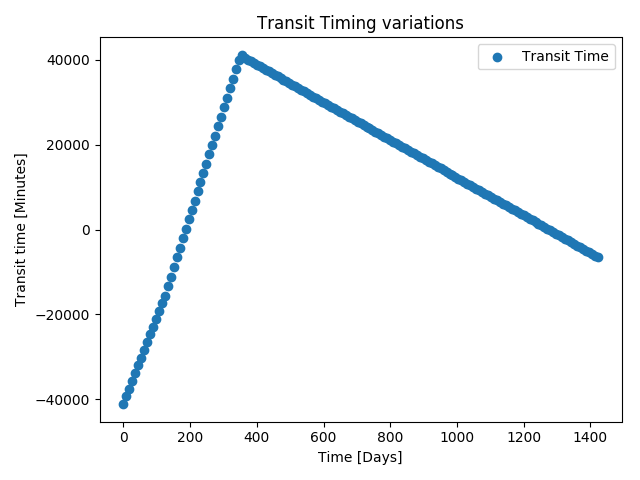 Transit Timing variations
Transit Time
40000
20000
0
−20000
−40000
Transit time [Minutes]
0 200 400 600 800 1000 1200 1400
Time [Days]